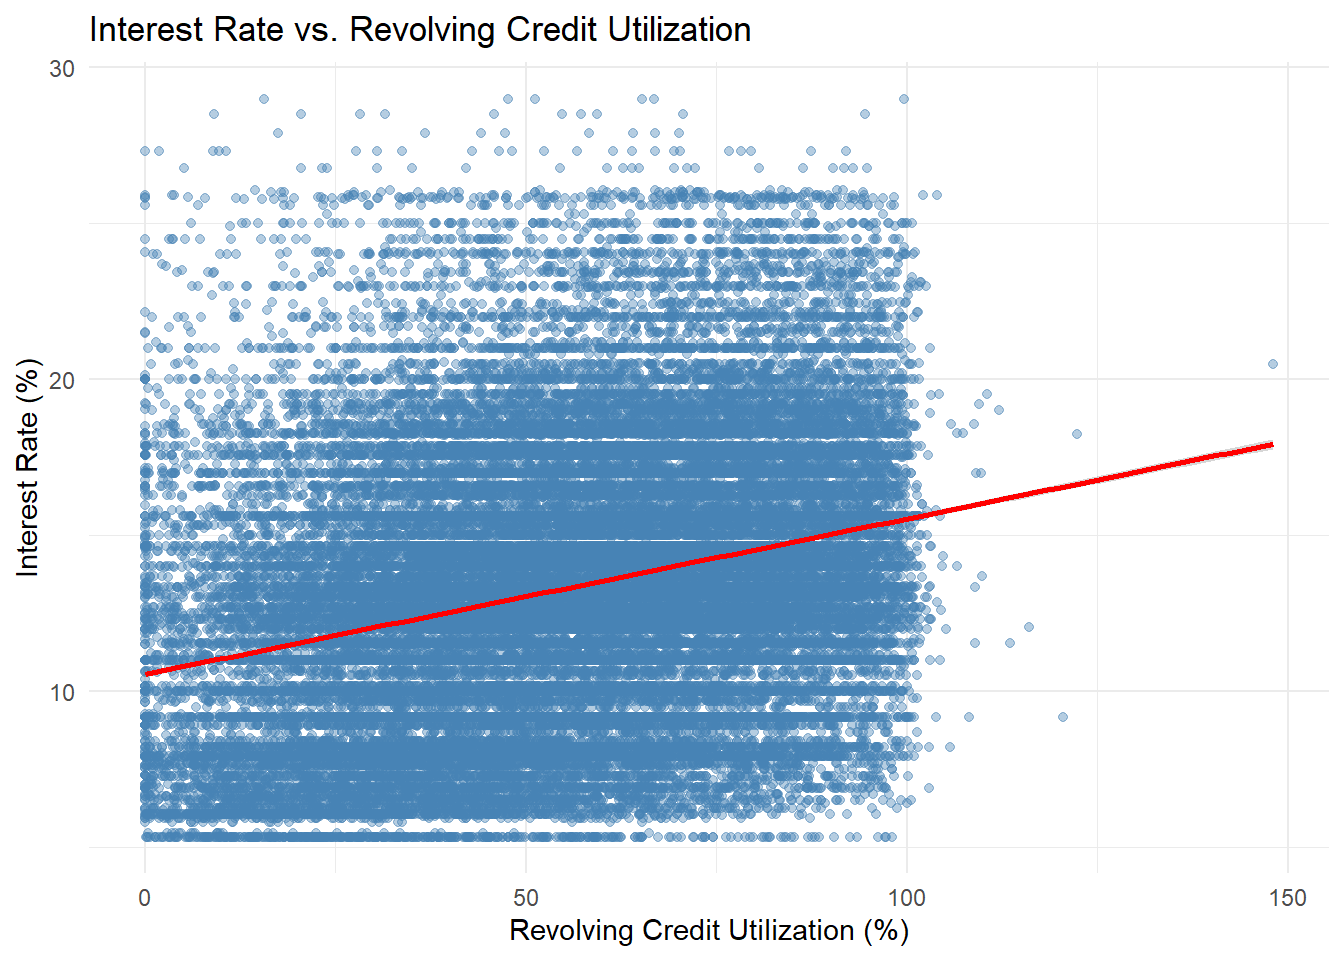 Interest Rate vs. Revolving Credit Utilization
30
20
10
Interest Rate (%)
0
50
100
150
Revolving Credit Utilization (%)